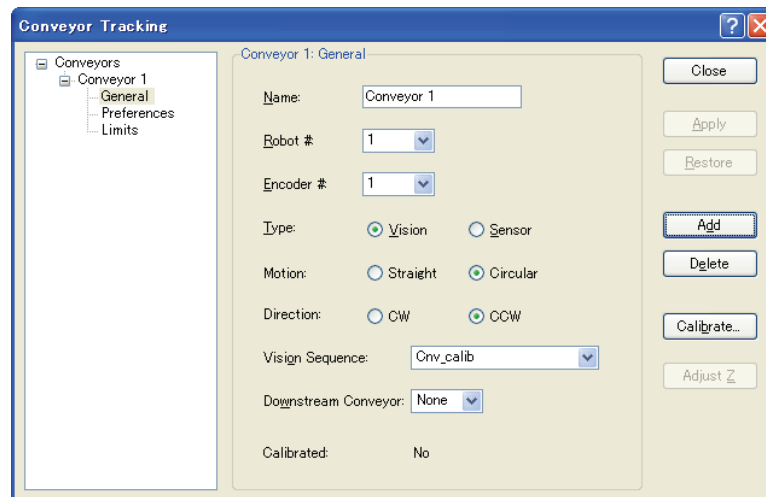 Conveyor Tracking
Conveyors
Conveyor 1
General
Preferences
Limits
Conveyor 1: General
Name: Conveyor 1
Robot # 1
Encoder # 1
Type: Vision Sensor
Motion: Straight Circular
Direction: CW CCW
Vision Sequence: Cnv_calib
Downstream Conveyor: None
Calibrated: No
Close
Apply
Restore
Add
Delete
Calibrate...
Adjust Z